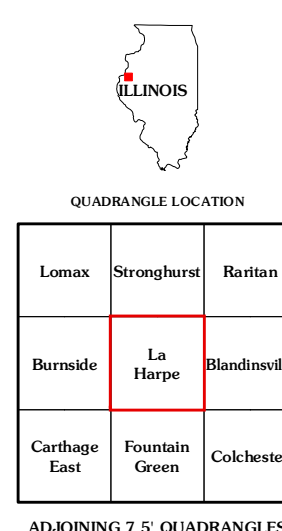 ILLINOIS
QUADRANGLE LOCATION
Lomax Stronghurst Raritan
Burnside La Harpe Blandinsvil
Carthage East Fountain Green Colcheste
ADJOINING 7.5' QUADRANGLES